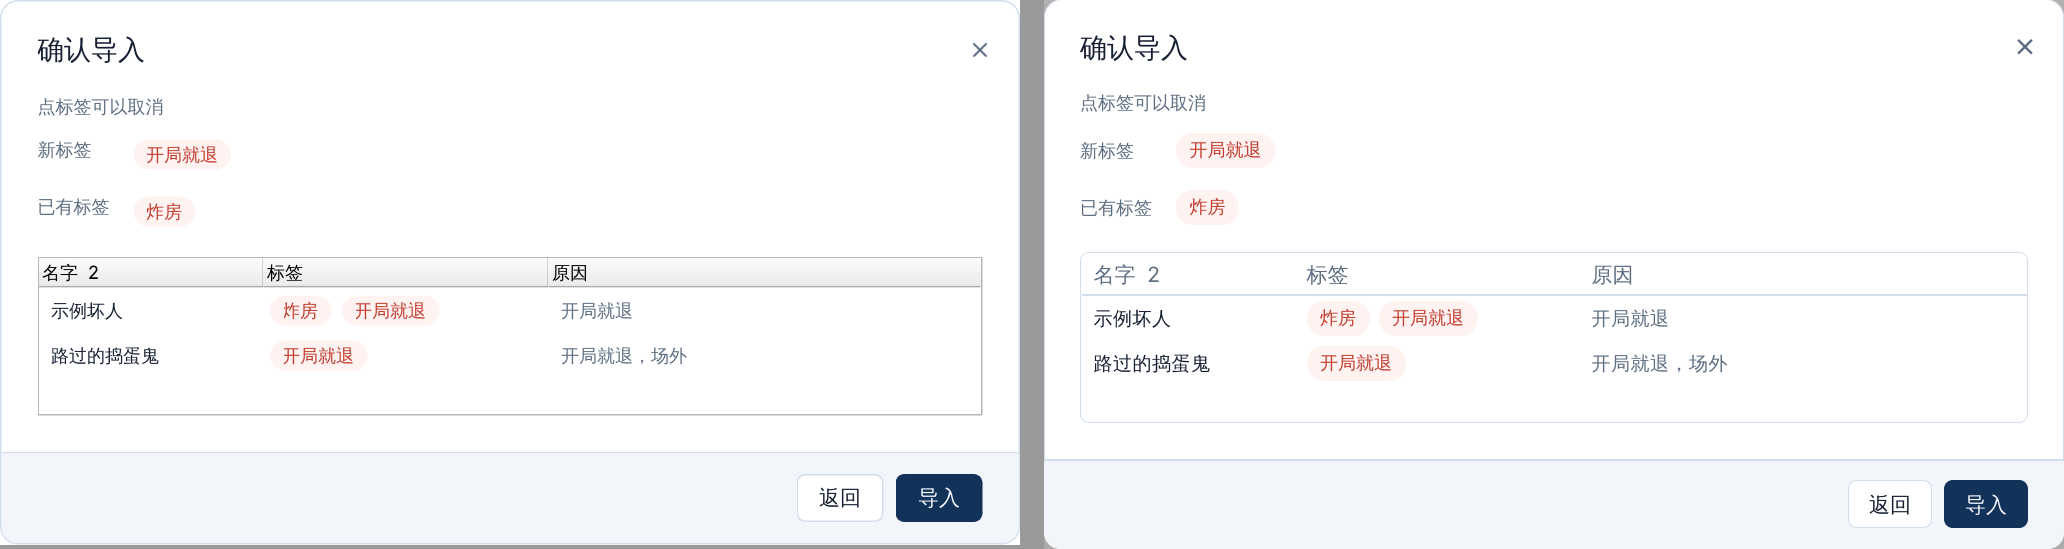 确认导入
×
点标签可以取消
新标签 开局就退
已有标签 炸房
名字 2 标签 原因
示例坏人 炸房 开局就退 开局就退
路过的捣蛋鬼 开局就退 开局就退，场外
返回 导入
确认导入
×
点标签可以取消
新标签 开局就退
已有标签 炸房
名字 2 标签 原因
示例坏人 炸房 开局就退 开局就退
路过的捣蛋鬼 开局就退 开局就退，场外
返回 导入